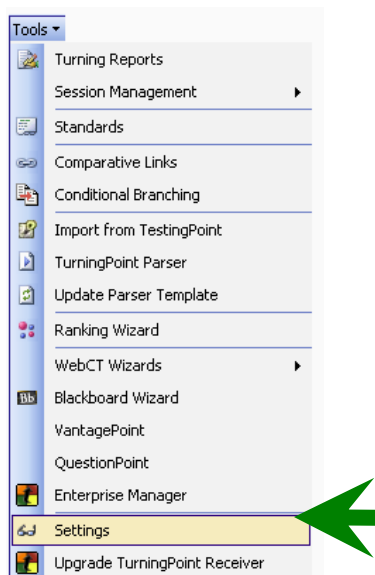 Tools
Turning Reports
Session Management
Standards
Comparative Links
Conditional Branching
Import from TestingPoint
TurningPoint Parser
Update Parser Template
Ranking Wizard
WebCT Wizards
Bb Blackboard Wizard
VantagePoint
QuestionPoint
Enterprise Manager
Settings
Upgrade TurningPoint Receiver